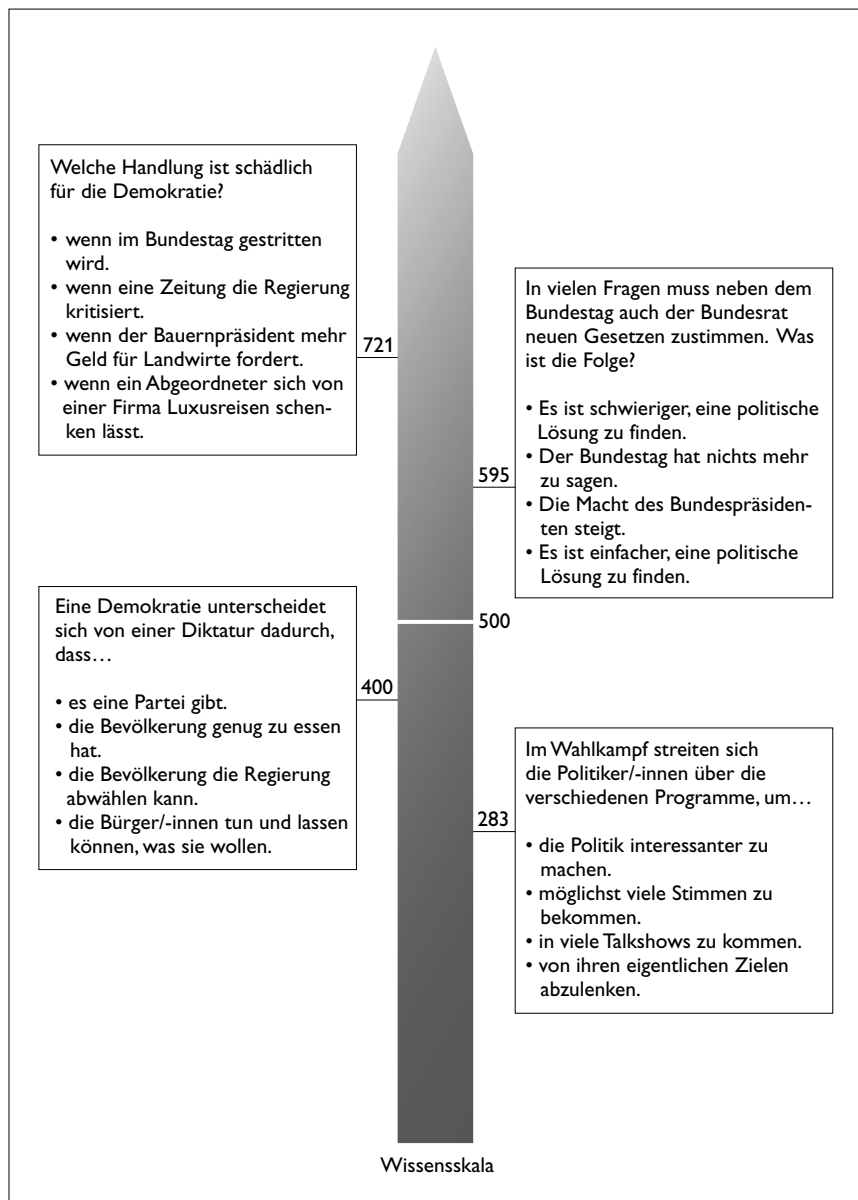 Welche Handlung ist schädlich
für die Demokratie?
• wenn im Bundestag gestritten
wird.
• wenn eine Zeitung die Regierung
kritisiert.
• wenn der Bauernpräsident mehr
Geld für Landwirte fordert.
• wenn ein Abgeordneter sich von
einer Firma Luxusreisen schen-
ken lässt.
721
In vielen Fragen muss neben dem
Bundestag auch der Bundesrat
neuen Gesetzen zustimmen. Was
ist die Folge?
• Es ist schwieriger, eine politische
Lösung zu finden.
• Der Bundestag hat nichts mehr
zu sagen.
• Die Macht des Bundespräsiden-
ten steigt.
• Es ist einfacher, eine politische
Lösung zu finden.
595
500
Eine Demokratie unterscheidet
sich von einer Diktatur dadurch,
dass…
• es eine Partei gibt.
• die Bevölkerung genug zu essen
hat.
• die Bevölkerung die Regierung
abwählen kann.
• die Bürger/-innen tun und lassen
können, was sie wollen.
400
Im Wahlkampf streiten sich
die Politiker/-innen über die
verschiedenen Programme, um…
• die Politik interessanter zu
machen.
• möglichst viele Stimmen zu
bekommen.
• in viele Talkshows zu kommen.
• von ihren eigentlichen Zielen
abzulenken.
283
Wissensskala